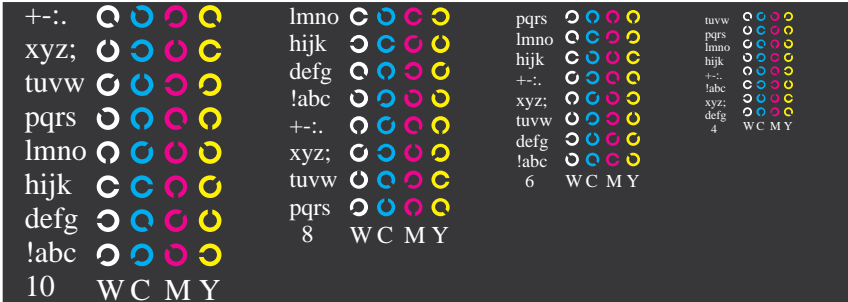 +-:.
xyz;
tuvw
pqrs
lmno
hijk
defg
!abc
10 W C M Y
lmno
hijk
defg
!abc
+-:.
xyz;
tuvw
pqrs
8 W C M Y
pqrs
lmno
hijk
+-:.
xyz;
tuvw
defg
!abc
6 W C M Y
tuvw
pqrs
lmno
hijk
+-:.
!abc
xyz;
defg
4 W C M Y